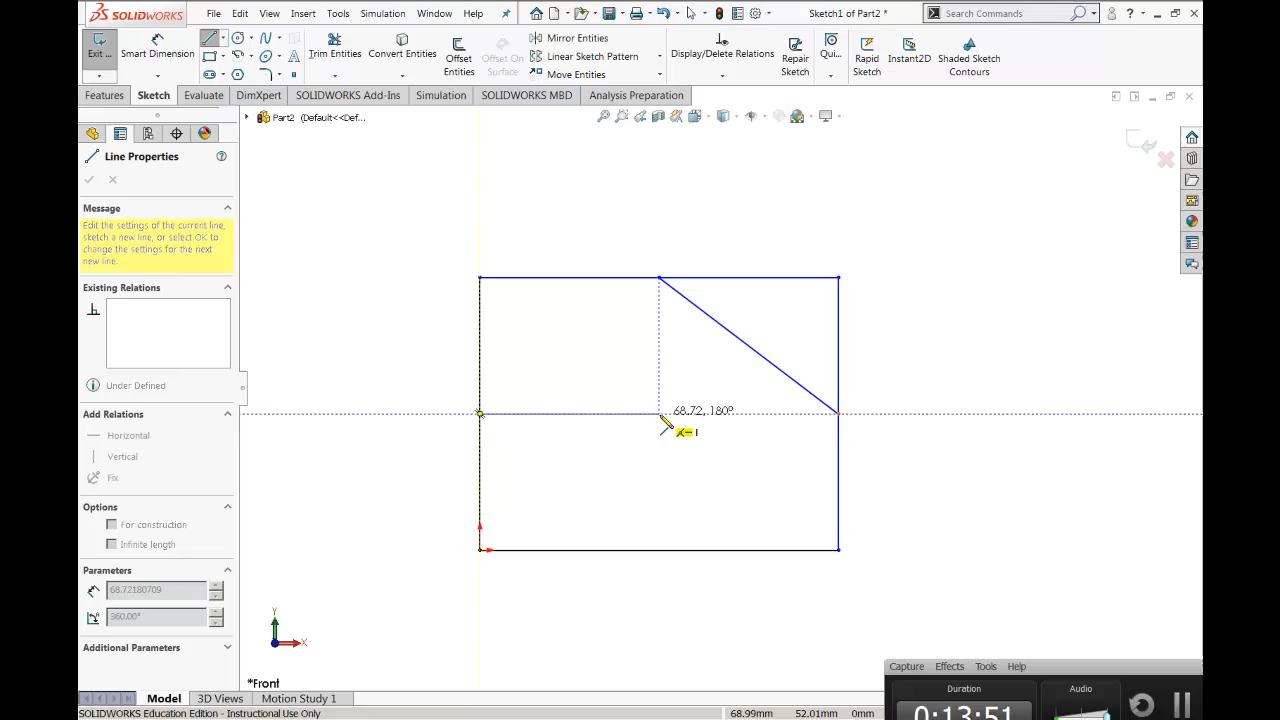 SOLIDWORKS File Edit View Insert Tools Simulation Window Help Sketch1 of Part2 * Search Commands ?
Exit ... Smart Dimension Trim Entities Convert Entities Offset Entities Offset On Surface Mirror Entities Linear Sketch Pattern Move Entities Display/Delete Relations Repair Sketch Qui... Rapid Sketch Instant2D Shaded Sketch Contours
Features Sketch Evaluate DimXpert SOLIDWORKS Add-Ins Simulation SOLIDWORKS MBD Analysis Preparation
Part2 (Default<<Def...
Line Properties
Message
Edit the settings of the current line,
sketch a new line, or select OK to
change the settings for the next
new line.
Existing Relations
Under Defined
Add Relations
Horizontal
Vertical
Fix
Options
For construction
Infinite length
Parameters
68.72180709
360.00°
Additional Parameters
68.72, 180°
Y
X
*Front
Model 3D Views Motion Study 1
SOLIDWORKS Education Edition - Instructional Use Only 68.99mm 52.01mm 0mm
Capture Effects Tools Help
Duration Audio
0:13:51